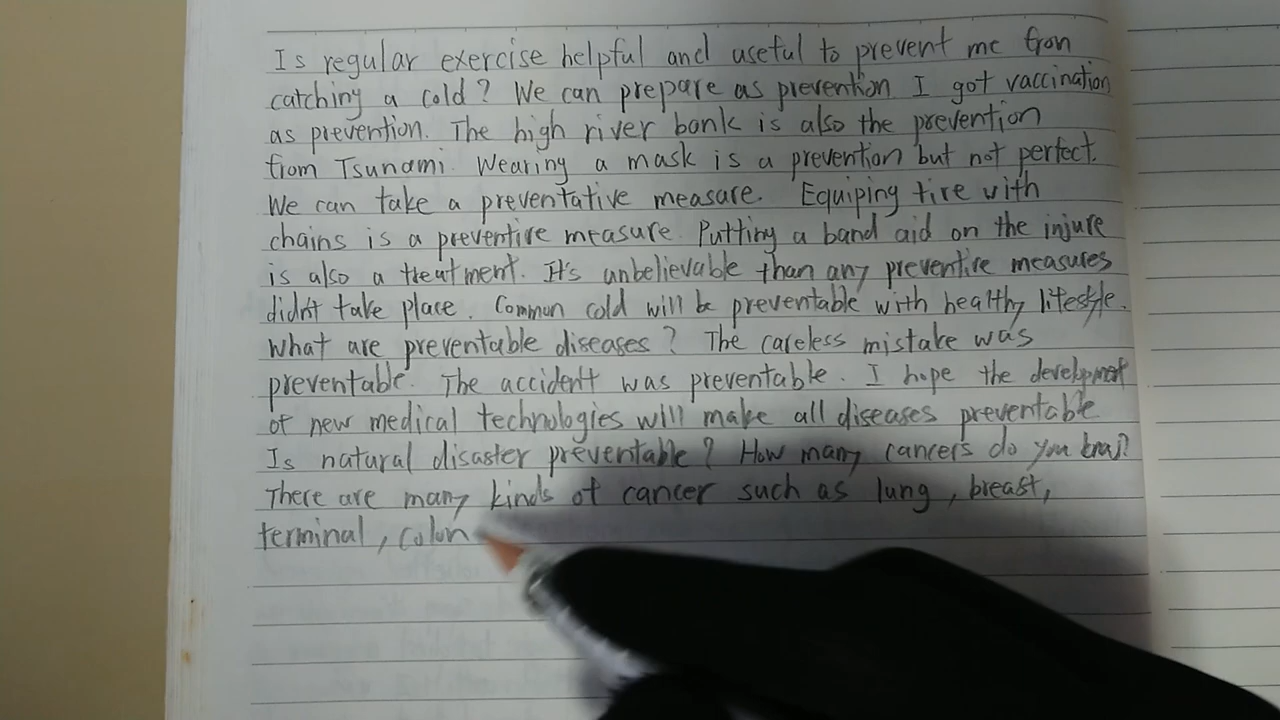 Is regular exercise helpful and useful to prevent me from
catching a cold? We can prepare as prevention I got vaccination
as prevention. The high river bank is also the prevention
from Tsunami. Wearing a mask is a prevention but not perfect.
We can take a preventative measure. Equiping tire with
chains is a preventive measure. Putting a band aid on the injure
is also a treatment. It's unbelievable than any preventive measures
didn't take place. Common cold will be preventable with healthy lifestyle.
What are preventable diseases? The careless mistake was
preventable. The accident was preventable. I hope the development
of new medical technologies will make all diseases preventable
Is natural disaster preventable? How many cancers do you know?
There are many kinds of cancer such as lung, breast,
terminal, colon